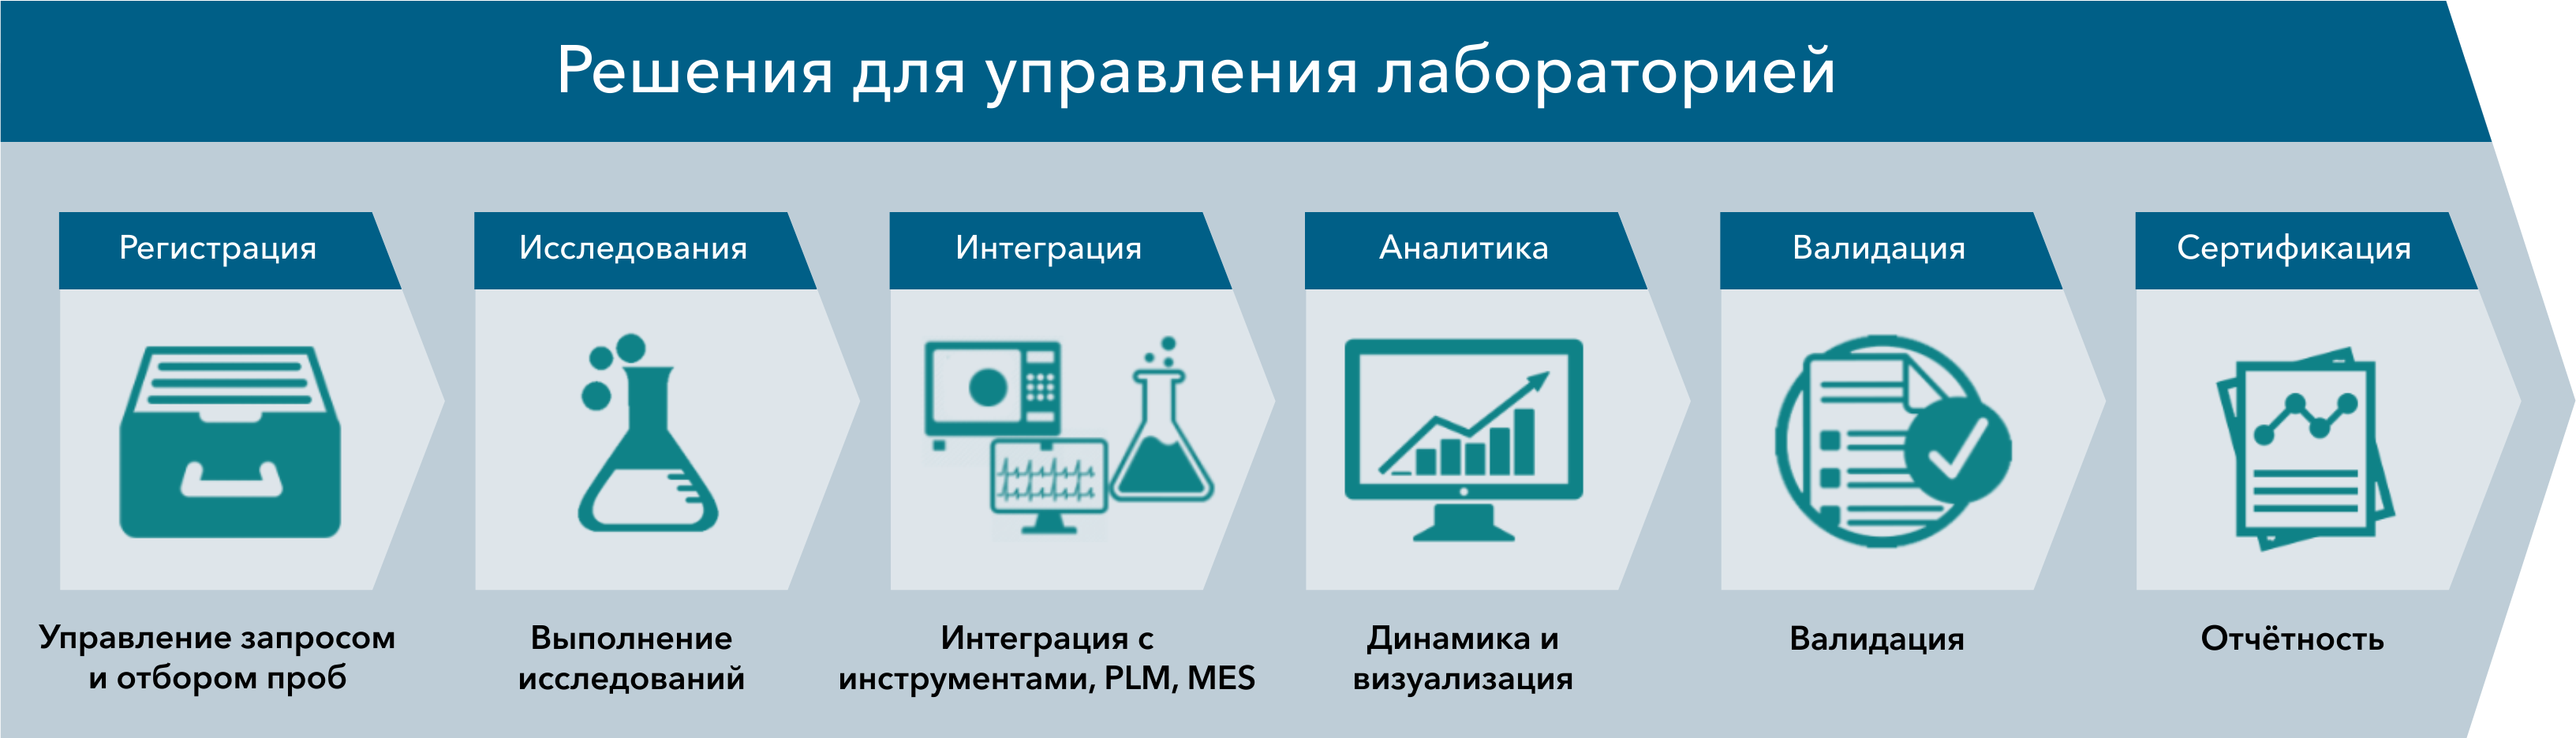 Решения для управления лабораторией
Регистрация
Исследования
Интеграция
Аналитика
Валидация
Сертификация
Управление запросом
и отбором проб
Выполнение
исследований
Интеграция с
инструментами, PLM, MES
Динамика и
визуализация
Валидация
Отчётность